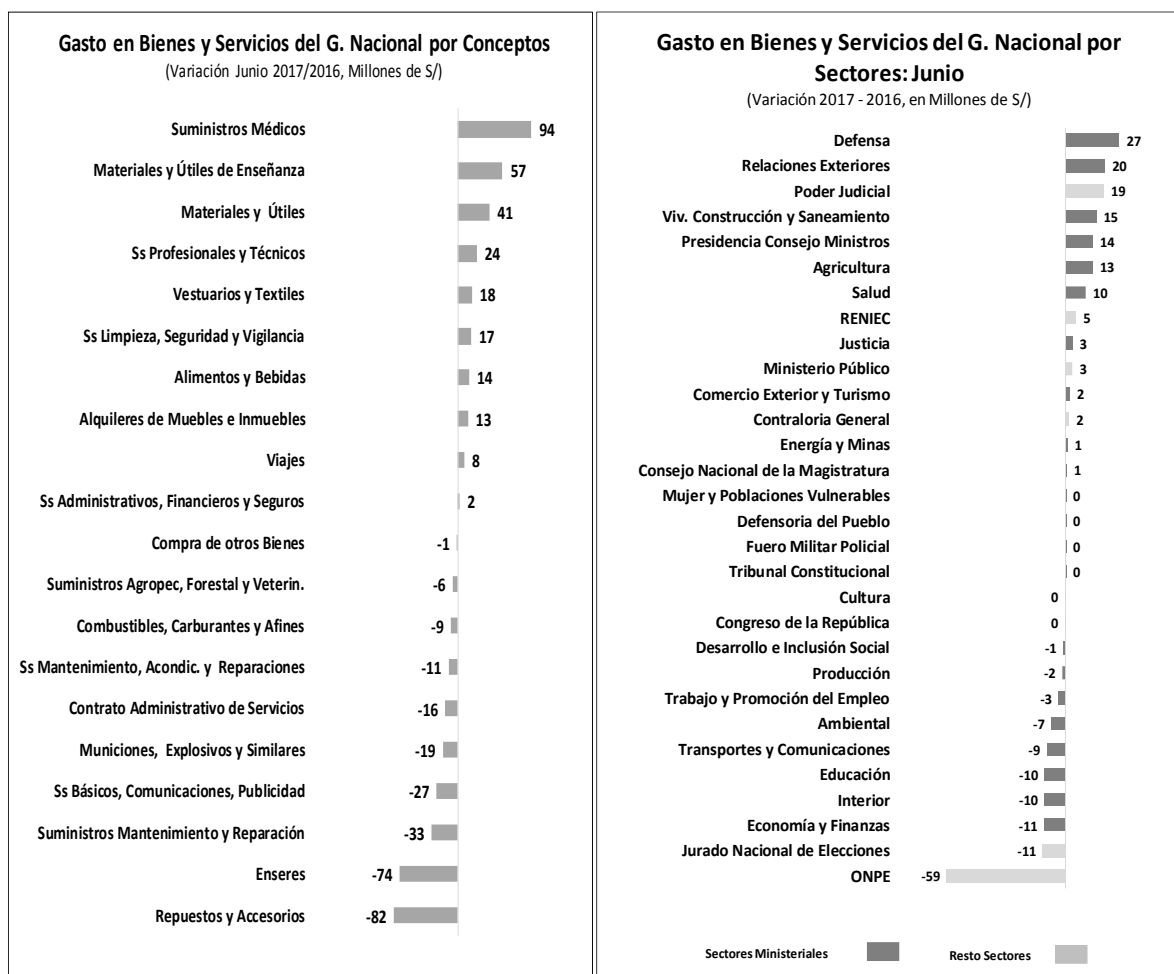 Gasto en Bienes y Servicios del G. Nacional por Conceptos
(Variación Junio 2017/2016, Millones de S/)
Suministros Médicos 94
Materiales y Útiles de Enseñanza 57
Materiales y Útiles 41
Ss Profesionales y Técnicos 24
Vestuarios y Textiles 18
Ss Limpieza, Seguridad y Vigilancia 17
Alimentos y Bebidas 14
Alquileres de Muebles e Inmuebles 13
Viajes 8
Ss Administrativos, Financieros y Seguros 2
Compra de otros Bienes -1
Suministros Agropec, Forestal y Veterin. -6
Combustibles, Carburantes y Afines -9
Ss Mantenimiento, Acondic. y Reparaciones -11
Contrato Administrativo de Servicios -16
Municiones, Explosivos y Similares -19
Ss Básicos, Comunicaciones, Publicidad -27
Suministros Mantenimiento y Reparación -33
Enseres -74
Repuestos y Accesorios -82
Gasto en Bienes y Servicios del G. Nacional por
Sectores: Junio
(Variación 2017 - 2016, en Millones de S/)
Defensa 27
Relaciones Exteriores 20
Poder Judicial 19
Viv. Construcción y Saneamiento 15
Presidencia Consejo Ministros 14
Agricultura 13
Salud 10
RENIEC 5
Justicia 3
Ministerio Público 3
Comercio Exterior y Turismo 2
Contraloria General 2
Energía y Minas 1
Consejo Nacional de la Magistratura 1
Mujer y Poblaciones Vulnerables 0
Defensoria del Pueblo 0
Fuero Militar Policial 0
Tribunal Constitucional 0
Cultura 0
Congreso de la República 0
Desarrollo e Inclusión Social -1
Producción -2
Trabajo y Promoción del Empleo -3
Ambiental -7
Transportes y Comunicaciones -9
Educación -10
Interior -10
Economía y Finanzas -11
Jurado Nacional de Elecciones -11
ONPE -59
Sectores Ministeriales Resto Sectores